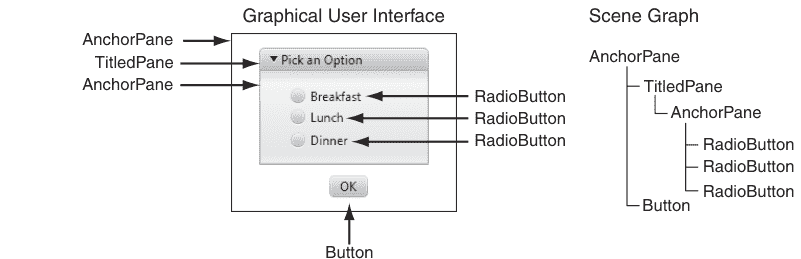 Graphical User Interface
AnchorPane
TitledPane
AnchorPane
Pick an Option
Breakfast
Lunch
Dinner
RadioButton
RadioButton
RadioButton
OK
Button
Scene Graph
AnchorPane
TitledPane
AnchorPane
RadioButton
RadioButton
RadioButton
Button